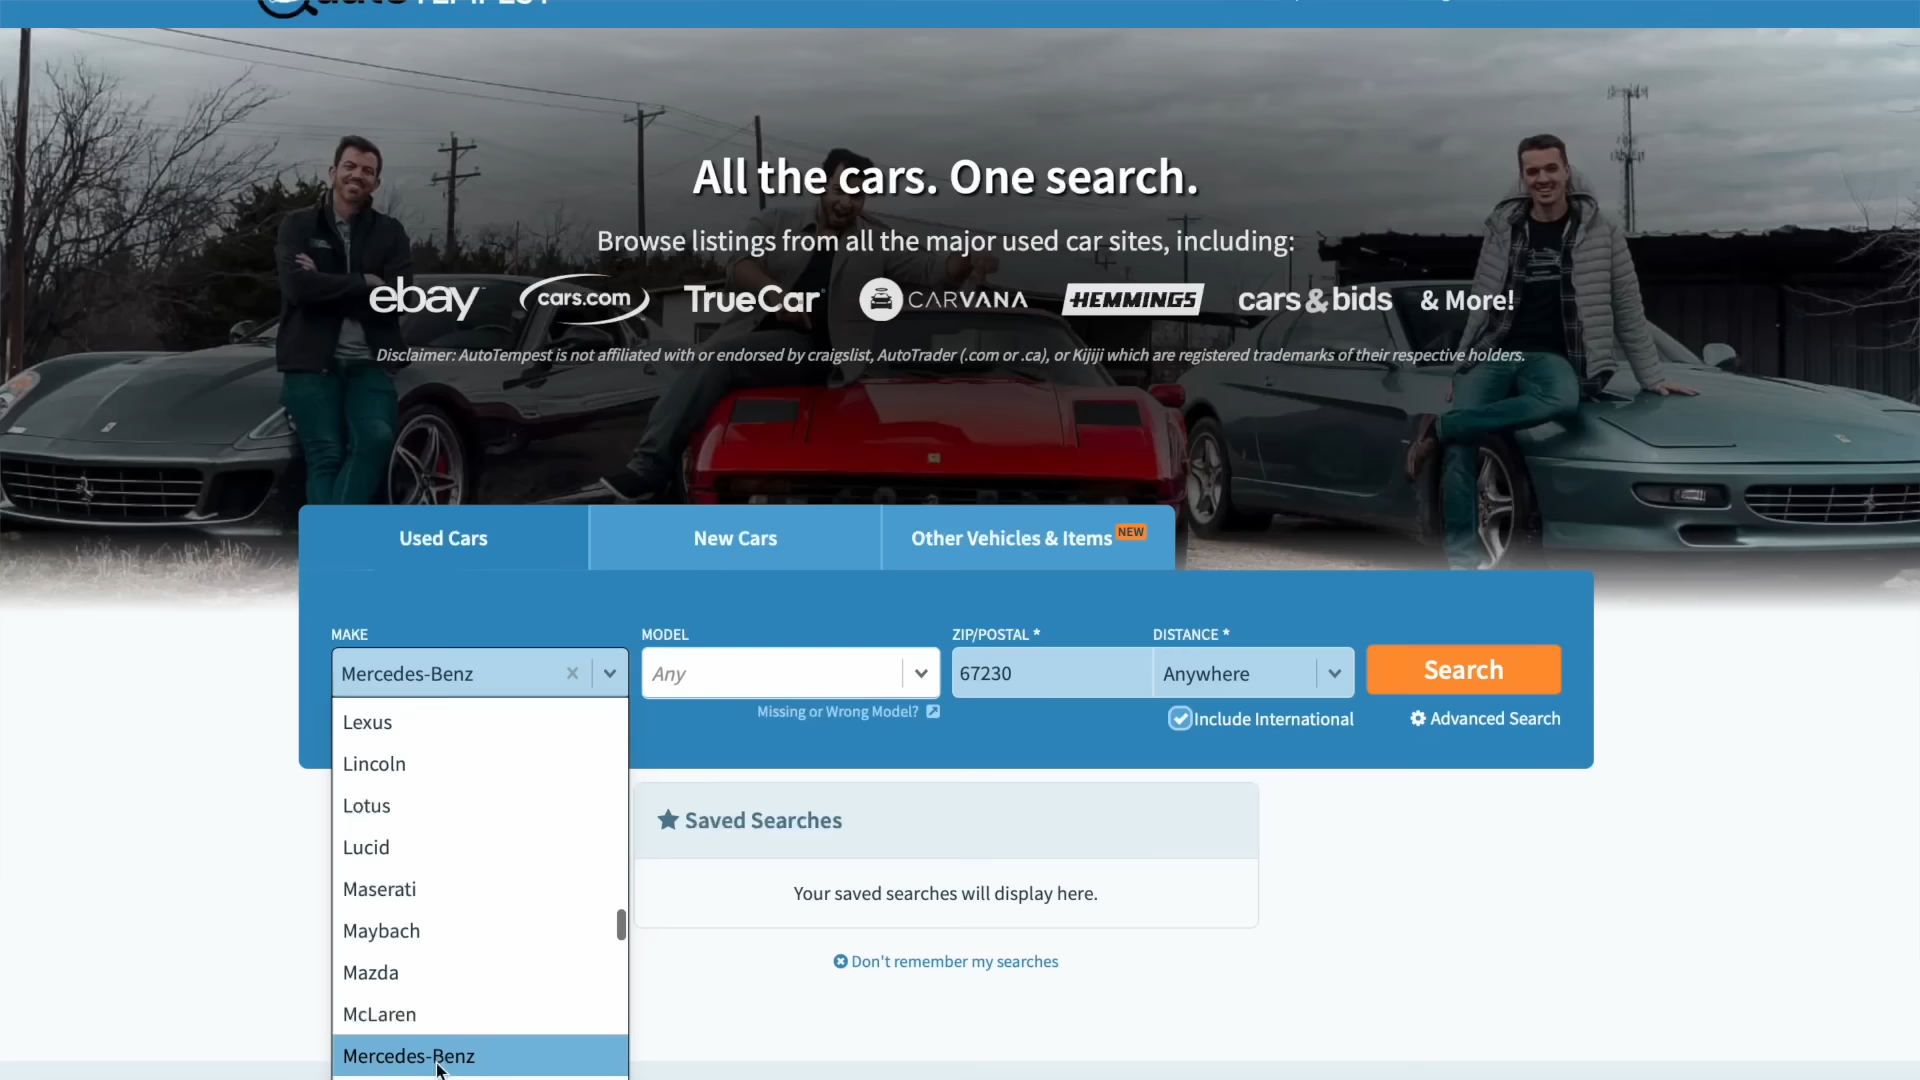 All the cars. One search.
Browse listings from all the major used car sites, including:
ebay cars.com TrueCar CARVANA HEMMINGS cars & bids & More!
Disclaimer: AutoTempest is not affiliated with or endorsed by craigslist, AutoTrader (.com or .ca), or Kijiji which are registered trademarks of their respective holders.
Used Cars New Cars Other Vehicles & Items NEW
MAKE MODEL ZIP/POSTAL * DISTANCE *
Mercedes-Benz Any 67230 Anywhere Search
Missing or Wrong Model? Include International Advanced Search
Lexus
Lincoln
Lotus
Lucid
Maserati
Maybach
Mazda
McLaren
Mercedes-Benz
Saved Searches
Your saved searches will display here.
Don't remember my searches